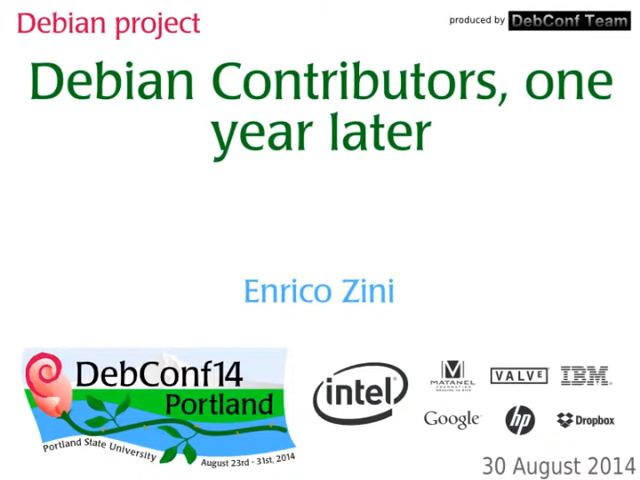 Debian project
produced by DebConf Team
Debian Contributors, one
year later
Enrico Zini
DebConf14
Portland
Portland State University
August 23rd - 31st, 2014
intel
MATANEL
FOUNDATION
VALVE
IBM
Google
hp
Dropbox
30 August 2014